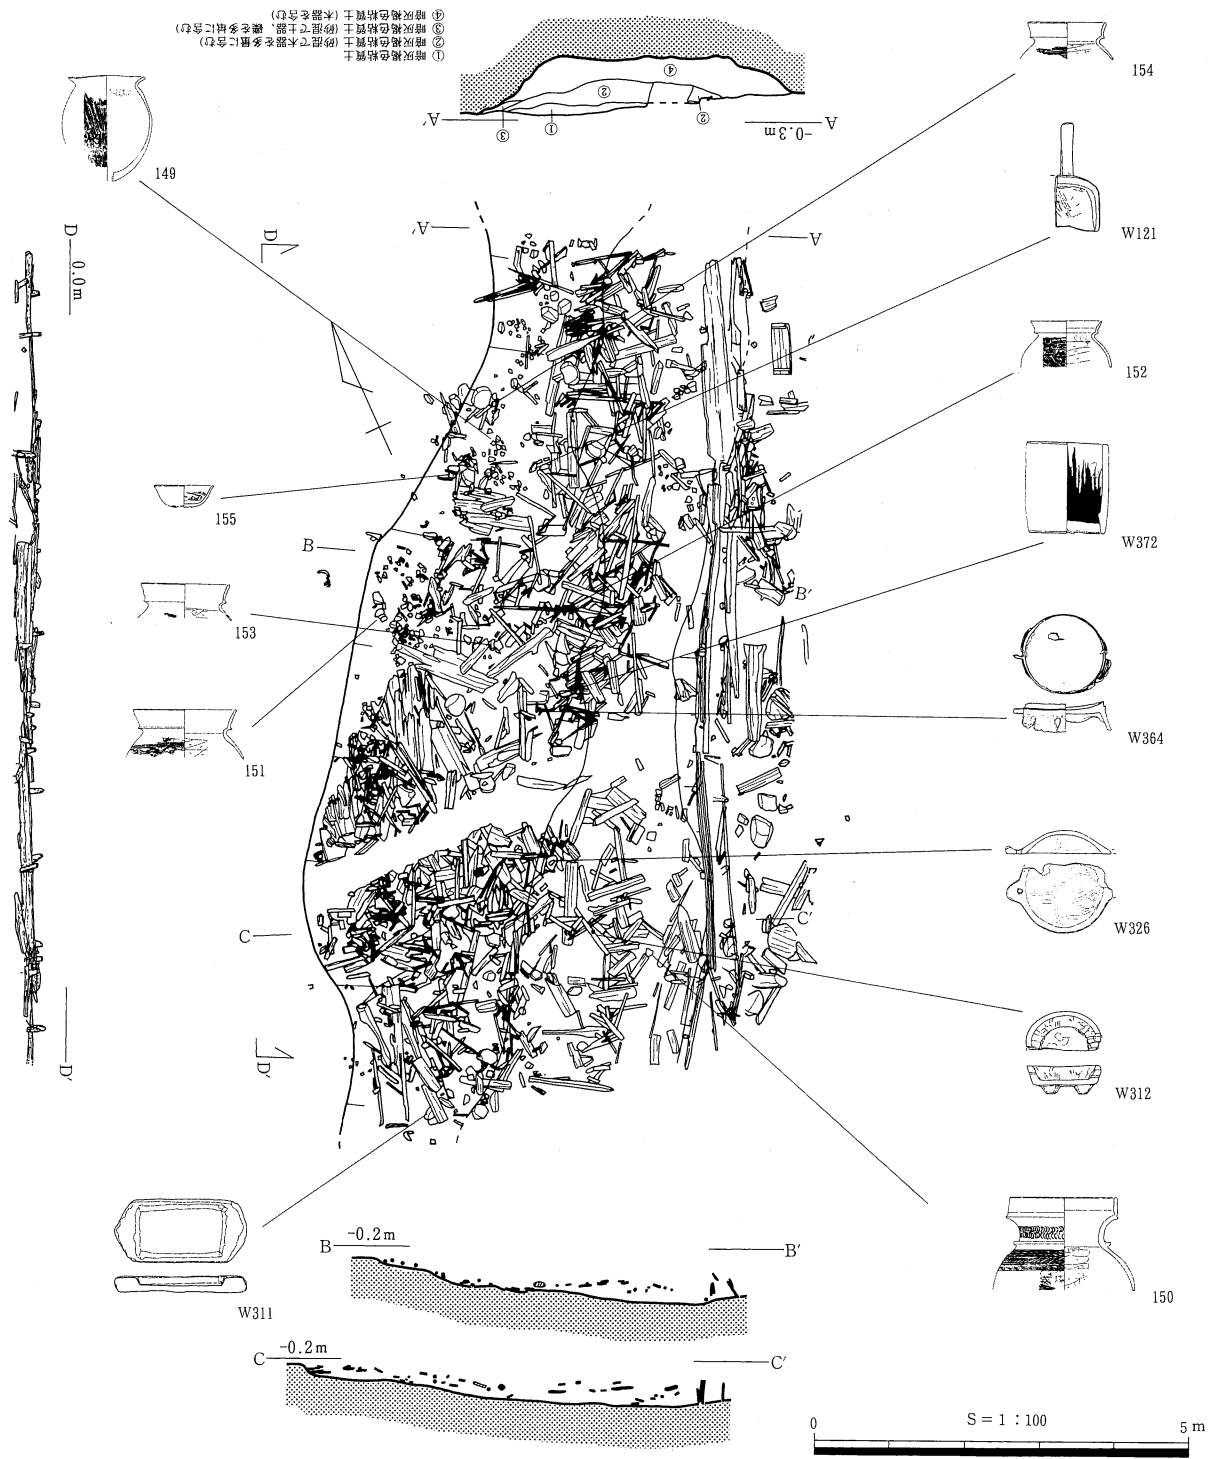 ① 暗灰褐色粘質土
② 暗灰褐色粘質土 (砂混で木器を多量に含む)
③ 暗灰褐色粘質土 (砂混で土器、礫を多量に含む)
④ 暗灰褐色粘質土 (木器を含む)
④
②
②
①
③
A
A′
-0.3m
154
149
W121
D
0.0m
D
A′
A
152
155
W372
B
B′
153
W364
151
W326
C
C′
D′
D′
W312
W311
150
B
-0.2m
B′
C
-0.2m
C′
S = 1 : 100
0
5 m